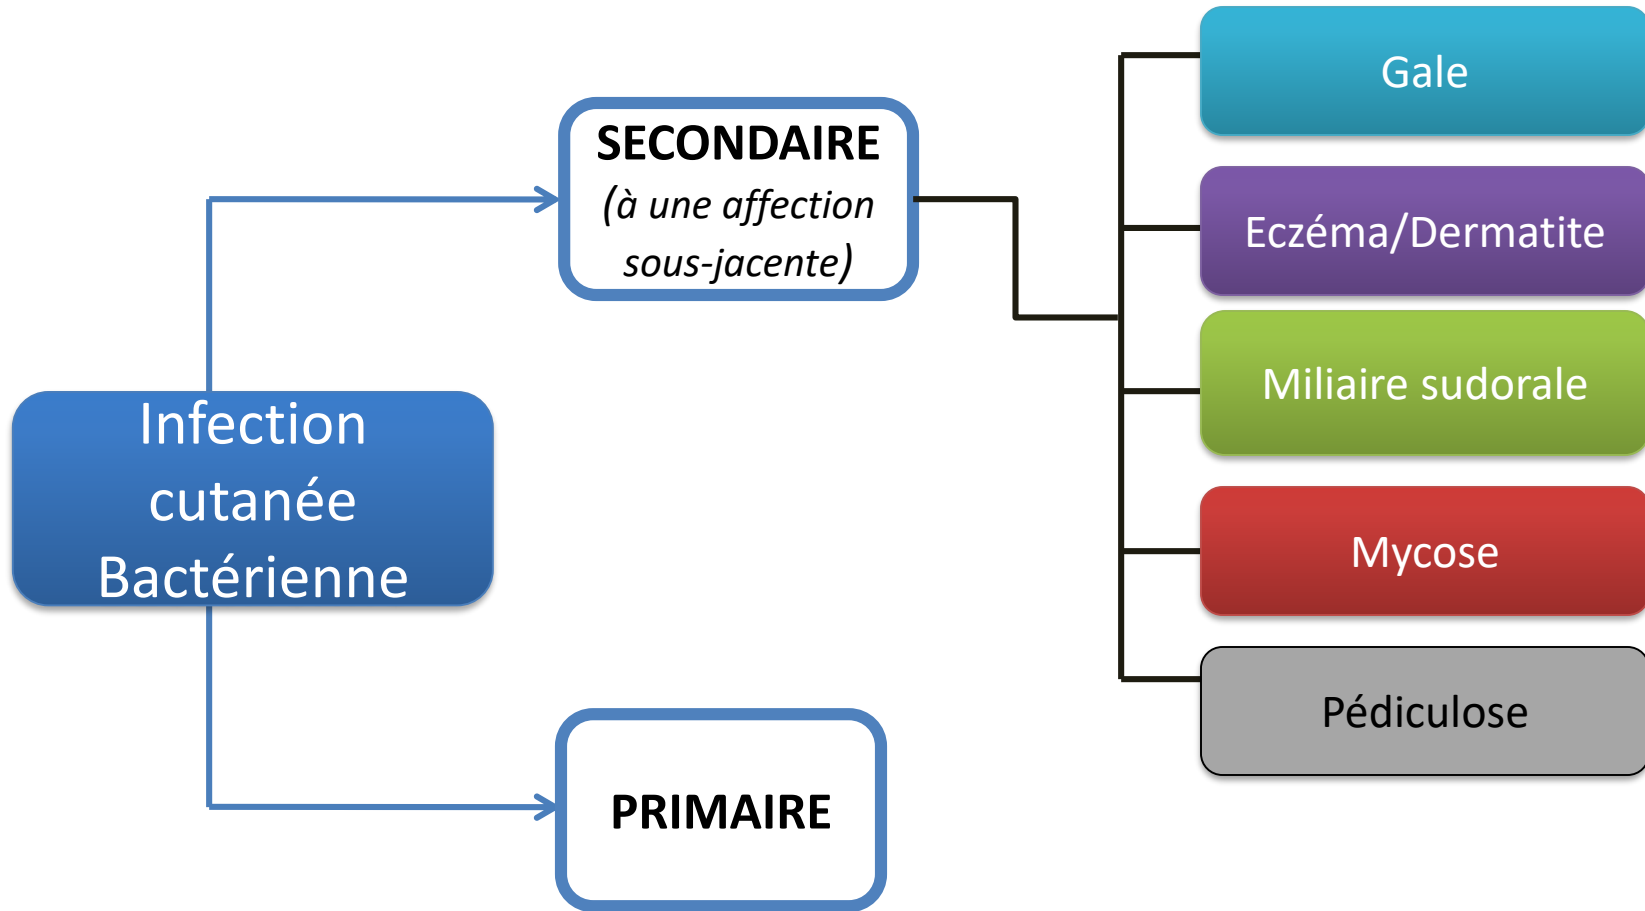 Infection
cutanée
Bactérienne
SECONDAIRE
(à une affection
sous-jacente)
PRIMAIRE
Gale
Eczéma/Dermatite
Miliaire sudorale
Mycose
Pédiculose